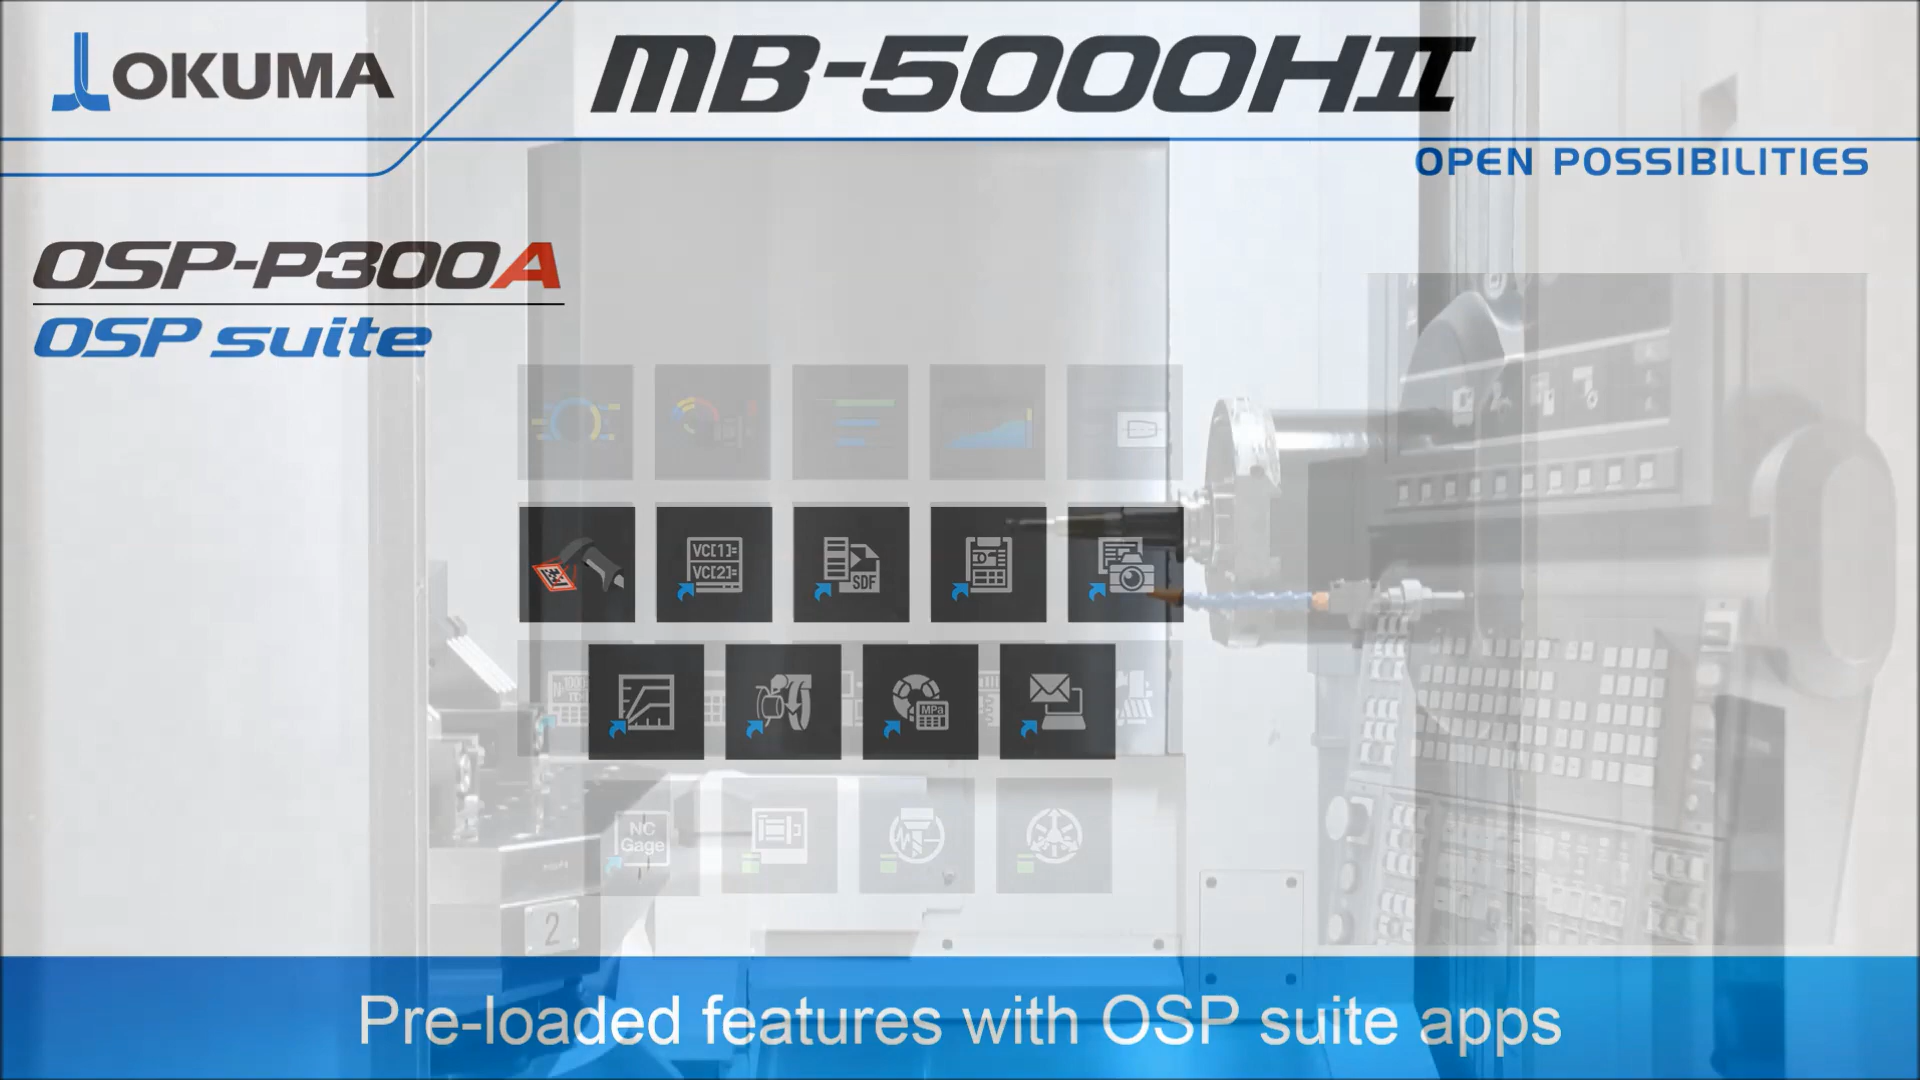 OKUMA
MB-5000HII
OPEN POSSIBILITIES
OSP-P300A
OSP suite
VC[1]=
VC[2]=
SDF
MPa
NC
Gage
2
Pre-loaded features with OSP suite apps